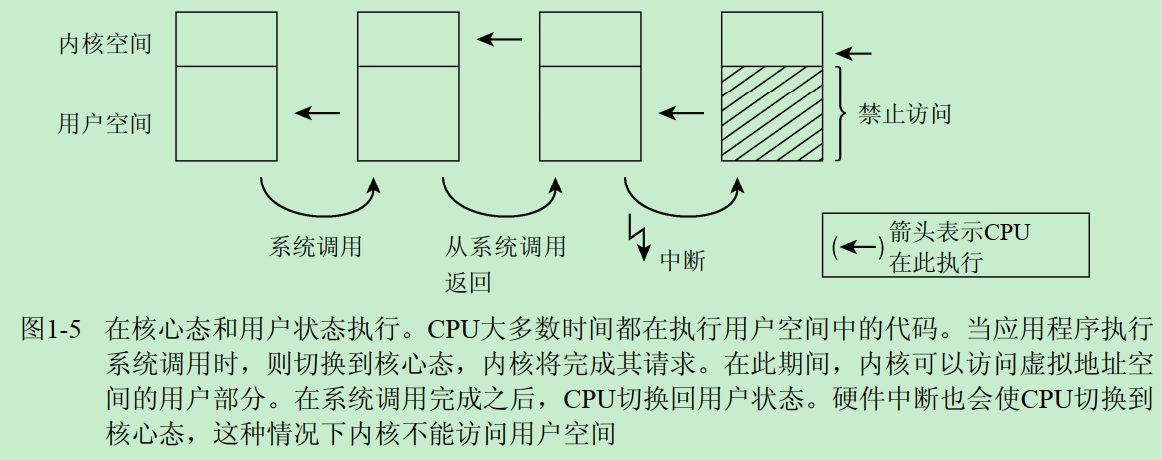 内核空间
用户空间
禁止访问
系统调用
从系统调用
返回
中断
(←)箭头表示CPU
在此执行
图1-5 在核心态和用户状态执行。CPU大多数时间都在执行用户空间中的代码。当应用程序执行
系统调用时，则切换到核心态，内核将完成其请求。在此期间，内核可以访问虚拟地址空
间的用户部分。在系统调用完成之后，CPU切换回用户状态。硬件中断也会使CPU切换到
核心态，这种情况下内核不能访问用户空间